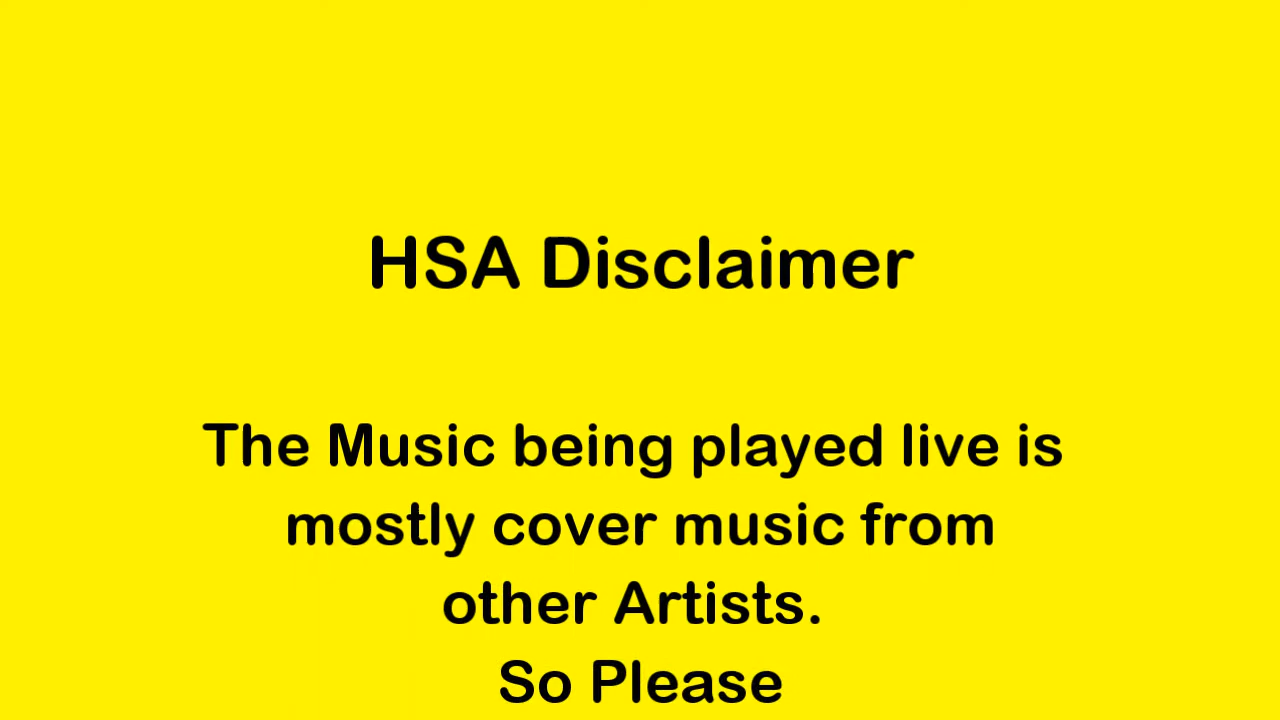 HSA Disclaimer
The Music being played live is
mostly cover music from
other Artists.
So Please